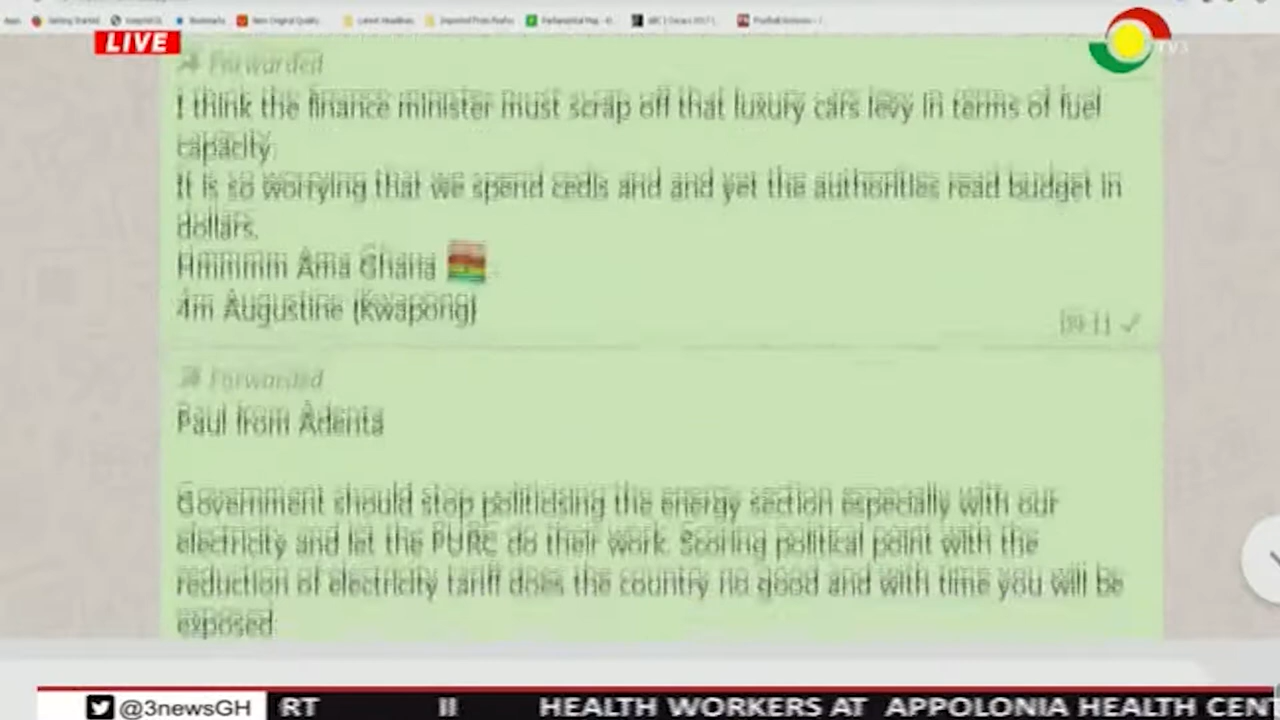 LIVE
TV3
Forwarded
I think the finance minister must scrap off that luxury cars levy in terms of fuel
capacity.
It is so worrying that we spend cedis and and yet the authorities read budget in
dollars.
Hmmmm Ama Ghana
4m Augustine (Kwapong)
Forwarded
Paul from Adenta
Government should stop politicising the energy section especially with our
electricity and let the PURC do their work. Scoring political point with the
reduction of electricity tariff does the country no good and with time you will be
exposed.
@3newsGH RT II HEALTH WORKERS AT APPOLONIA HEALTH CENT